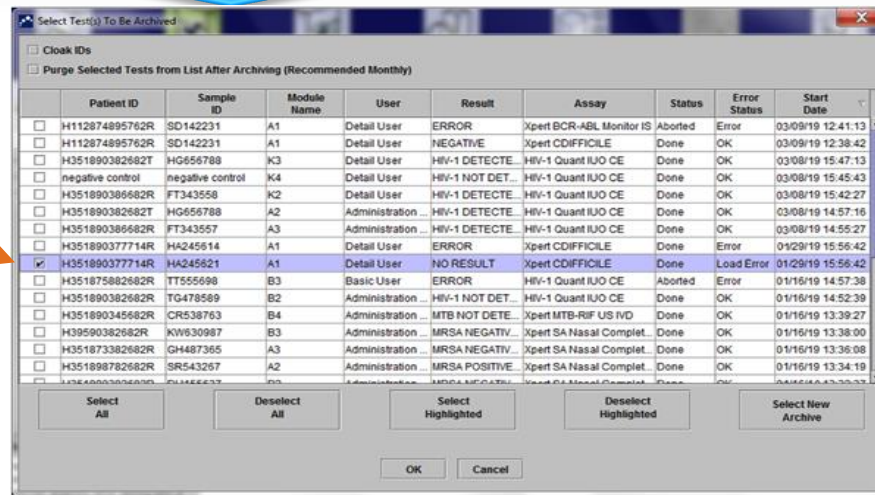 Select Test(s) To Be Archived
Cloak IDs
Purge Selected Tests from List After Archiving (Recommended Monthly)
Patient ID Sample ID Module Name User Result Assay Status Error Status Start Date
H112874895762R SD142231 A1 Detail User ERROR Xpert BCR-ABL Monitor IS Aborted Error 03/09/19 12:41:13
H112874895762R SD142231 A1 Detail User NEGATIVE Xpert CDIFFICILE Done OK 03/09/19 12:38:42
H351890382682T HG656788 K3 Detail User HIV-1 DETECTE... HIV-1 Quant IUO CE Done OK 03/08/19 15:47:13
negative control negative control K4 Detail User HIV-1 NOT DET... HIV-1 Quant IUO CE Done OK 03/08/19 15:45:43
H351890386682R FT343558 K2 Detail User HIV-1 DETECTE... HIV-1 Quant IUO CE Done OK 03/08/19 15:42:27
H351890382682T HG656788 A2 Administration ... HIV-1 DETECTE... HIV-1 Quant IUO CE Done OK 03/08/19 14:57:16
H351890386682R FT343557 A3 Administration ... HIV-1 DETECTE... HIV-1 Quant IUO CE Done OK 03/08/19 14:55:27
H351890377714R HA245614 A1 Detail User ERROR Xpert CDIFFICILE Done Error 01/29/19 15:56:42
H351890377714R HA245621 A1 Detail User NO RESULT Xpert CDIFFICILE Done Load Error 01/29/19 15:56:42
H351875882682R TT555698 B3 Basic User ERROR HIV-1 Quant IUO CE Aborted Error 01/16/19 14:57:38
H351890382682R TG478589 B2 Administration ... HIV-1 NOT DET... HIV-1 Quant IUO CE Done OK 01/16/19 14:52:39
H351890345682R CR538763 B4 Administration ... MTB NOT DETE... Xpert MTB-RIF US IVD Done OK 01/16/19 13:39:27
H39590382682R KW630987 B3 Administration ... MRSA NEGATIV... Xpert SA Nasal Complet... Done OK 01/16/19 13:38:00
H351873382682R GH487365 A3 Administration ... MRSA NEGATIV... Xpert SA Nasal Complet... Done OK 01/16/19 13:36:08
H351898782682R SR543267 A2 Administration ... MRSA POSITIVE... Xpert SA Nasal Complet... Done OK 01/16/19 13:34:19
Select All Deselect All Select Highlighted Deselect Highlighted Select New Archive
OK Cancel